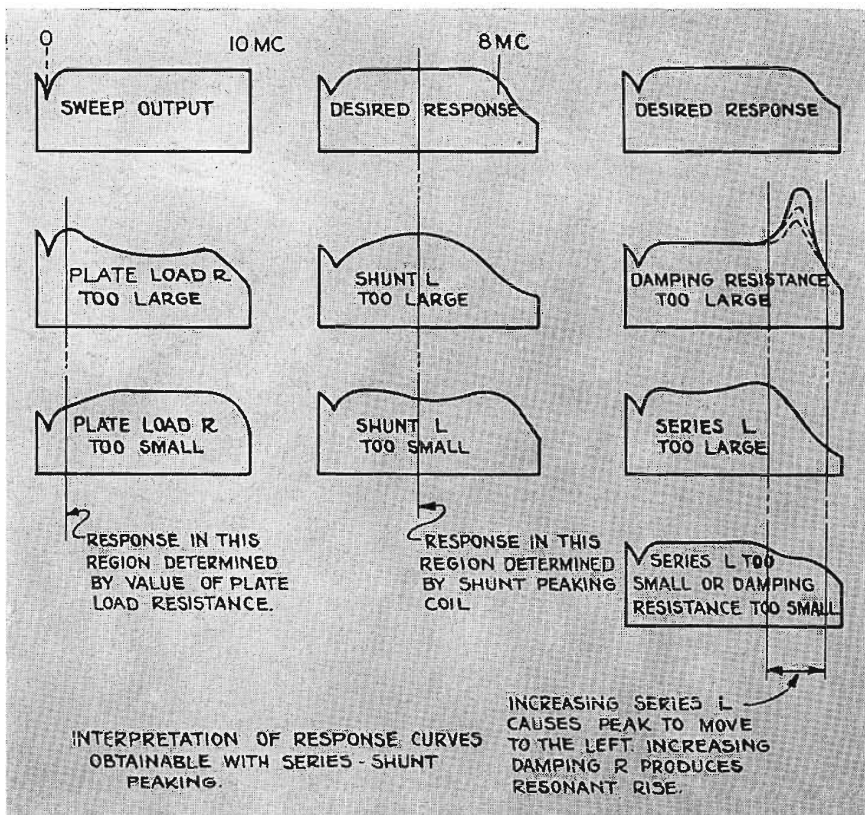 0
10 MC
8 MC
SWEEP OUTPUT
DESIRED RESPONSE
DESIRED RESPONSE
PLATE LOAD R
TOO LARGE
SHUNT L
TOO LARGE
DAMPING RESISTANCE
TOO LARGE
PLATE LOAD R
TOO SMALL
SHUNT L
TOO SMALL
SERIES L
TOO LARGE
RESPONSE IN THIS
REGION DETERMINED
BY VALUE OF PLATE
LOAD RESISTANCE.
RESPONSE IN THIS
REGION DETERMINED
BY SHUNT PEAKING
COIL
SERIES L TOO
SMALL OR DAMPING
RESISTANCE TOO SMALL
INTERPRETATION OF RESPONSE CURVES
OBTAINABLE WITH SERIES - SHUNT
PEAKING.
INCREASING SERIES L
CAUSES PEAK TO MOVE
TO THE LEFT. INCREASING
DAMPING R PRODUCES
RESONANT RISE.